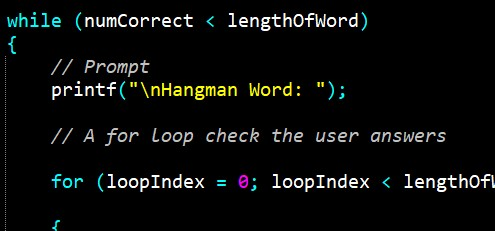 while (numCorrect < lengthOfWord)
{
// Prompt
printf("\nHangman Word: ");
// A for loop check the user answers
for (loopIndex = 0; loopIndex < lengthOfW
{